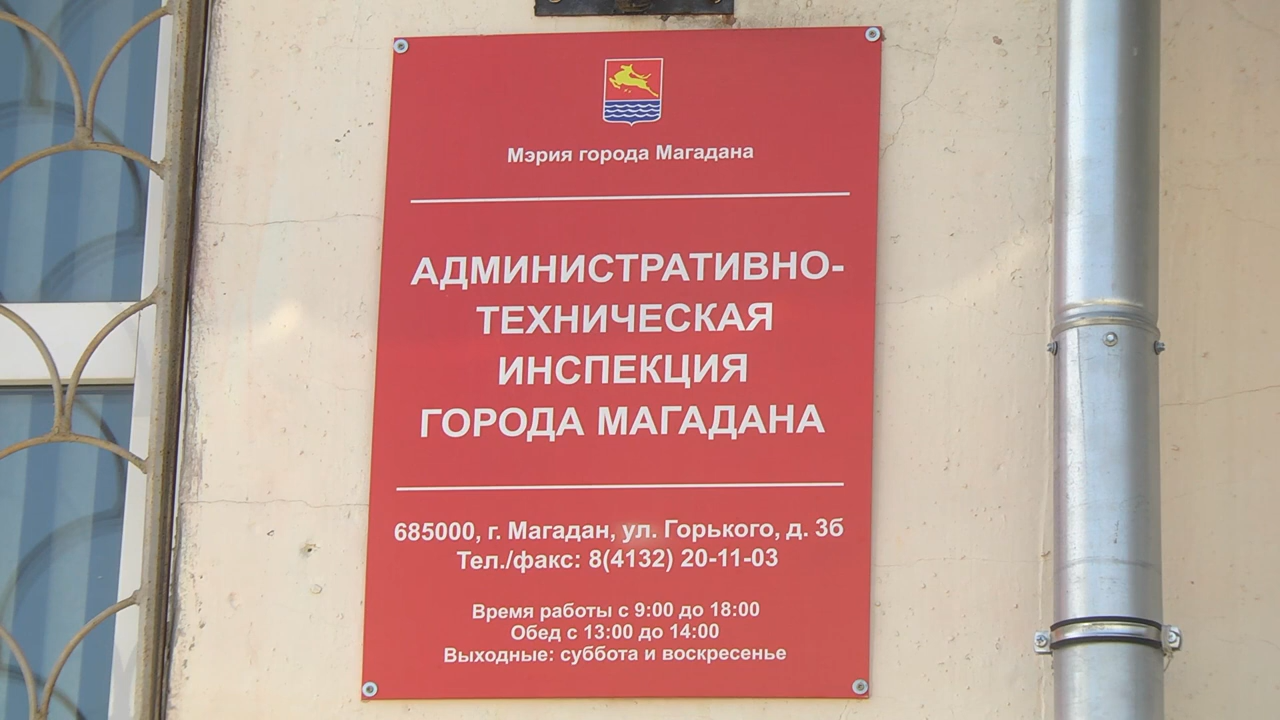 Мэрия города Магадана
АДМИНИСТРАТИВНО-
ТЕХНИЧЕСКАЯ
ИНСПЕКЦИЯ
ГОРОДА МАГАДАНА
685000, г. Магадан, ул. Горького, д. 3б
Тел./факс: 8(4132) 20-11-03
Время работы с 9:00 до 18:00
Обед с 13:00 до 14:00
Выходные: суббота и воскресенье